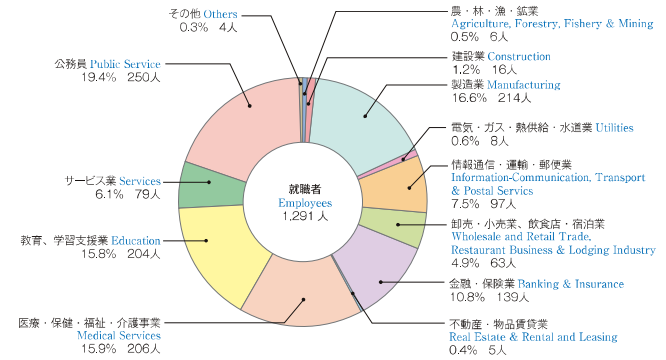 その他 Others
0.3% 4人
農・林・漁・鉱業
Agriculture, Forestry, Fishery & Mining
0.5% 6人
建設業 Construction
1.2% 16人
製造業 Manufacturing
16.6% 214人
電気・ガス・熱供給・水道業 Utilities
0.6% 8人
情報通信・運輸・郵便業
Information-Communication, Transport
& Postal Servics
7.5% 97人
卸売・小売業、飲食店・宿泊業
Wholesale and Retail Trade,
Restaurant Business & Lodging Industry
4.9% 63人
金融・保険業 Banking & Insurance
10.8% 139人
不動産・物品賃貸業
Real Estate & Rental and Leasing
0.4% 5人
医療・保健・福祉・介護事業
Medical Services
15.9% 206人
教育、学習支援業 Education
15.8% 204人
サービス業 Services
6.1% 79人
公務員 Public Service
19.4% 250人
就職者
Employees
1,291人